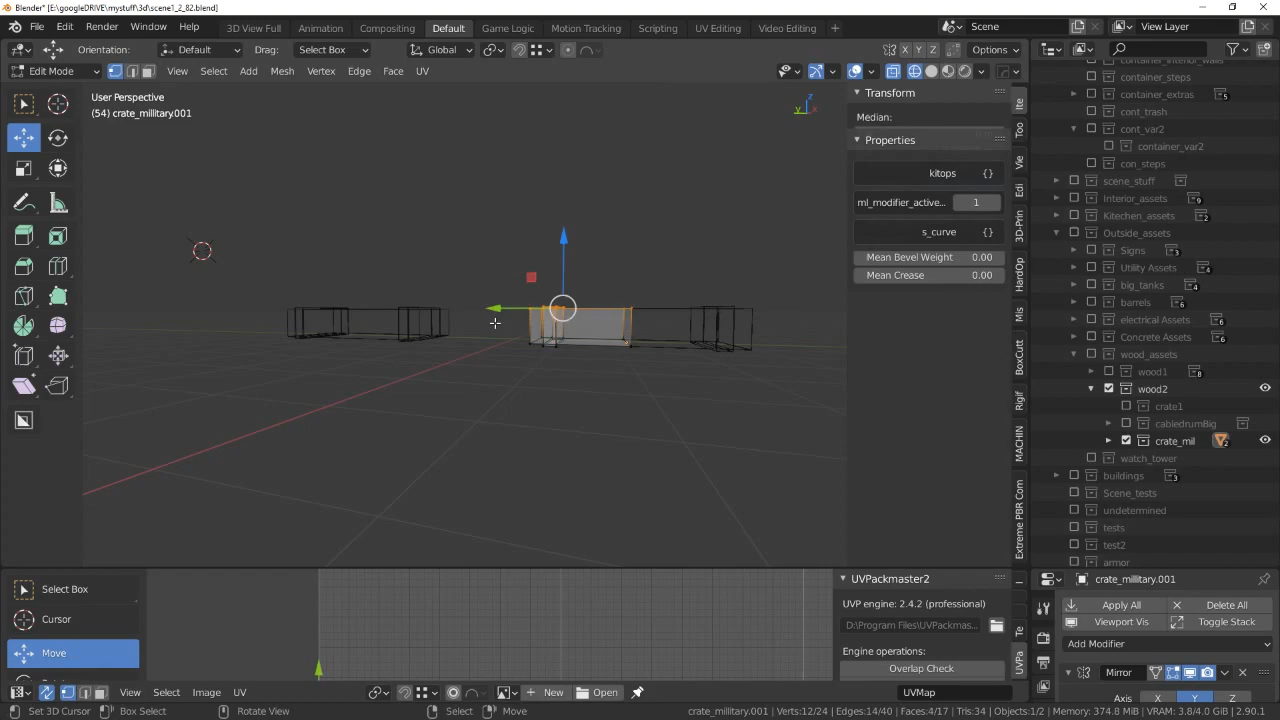 Blender* [E:\googleDRIVE\mystuff\3d\scene1_2_82.blend]
File Edit Render Window Help
3D View Full Animation Compositing Default Game Logic Motion Tracking Scripting UV Editing Video Editing +
Scene View Layer
Orientation: Default Drag: Select Box Global X Y Z Options
Edit Mode View Select Add Mesh Vertex Edge Face UV
User Perspective
(54) crate_millitary.001
Z
Y X
Transform
Median:
Properties
kitops {}
ml_modifier_active... 1
s_curve {}
Mean Bevel Weight 0.00
Mean Crease 0.00
Ite
Too
Vie
Edi
3D-Prin
HardOp
Mis
BoxCutt
Rigif
MACHIN
Extreme PBR Com
container_interior_walls
container_steps
container_extras 5
cont_trash
cont_var2
container_var2
con_steps
scene_stuff
Interior_assets 9
Kitechen_assets 2
Outside_assets
Signs 3
Utility Assets 4
big_tanks 4
barrels 6
electrical Assets 6
Concrete Assets 6
wood_assets
wood1 8
wood2
crate1
cabledrumBig
crate_mil 2
watch_tower
buildings 3
Scene_tests
undetermined
tests
test2
armor
Select Box
Cursor
Move
UVPackmaster2
UVP engine: 2.4.2 (professional)
D:\Program Files\UVPackmas...
Engine operations:
Overlap Check
Te
UVPa
crate_millitary.001
Apply All Delete All
Viewport Vis Toggle Stack
Add Modifier
Mirror
Axis X Y Z
View Select Image UV New Open UVMap
Set 3D Cursor Box Select Rotate View Select Move crate_millitary.001 | Verts:12/24 | Edges:14/40 | Faces:4/17 | Tris:34 | Objects:1/2 | Memory: 374.8 MiB | VRAM: 3.8/4.0 GiB | 2.90.1